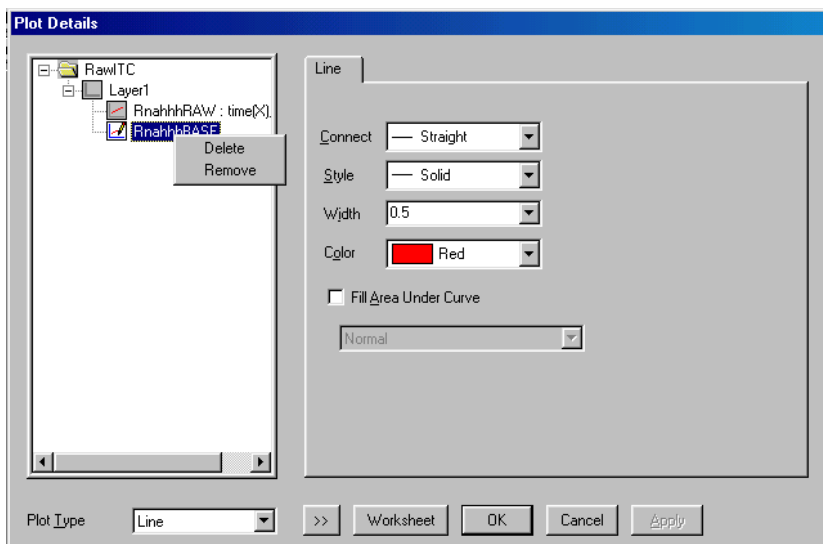 Plot Details
RawITC
Layer1
RnahhhRAW : time(X),
RnahhhBASE
Delete
Remove
Line
Connect — Straight
Style — Solid
Width 0.5
Color Red
Fill Area Under Curve
Normal
Plot Type Line >> Worksheet OK Cancel Apply